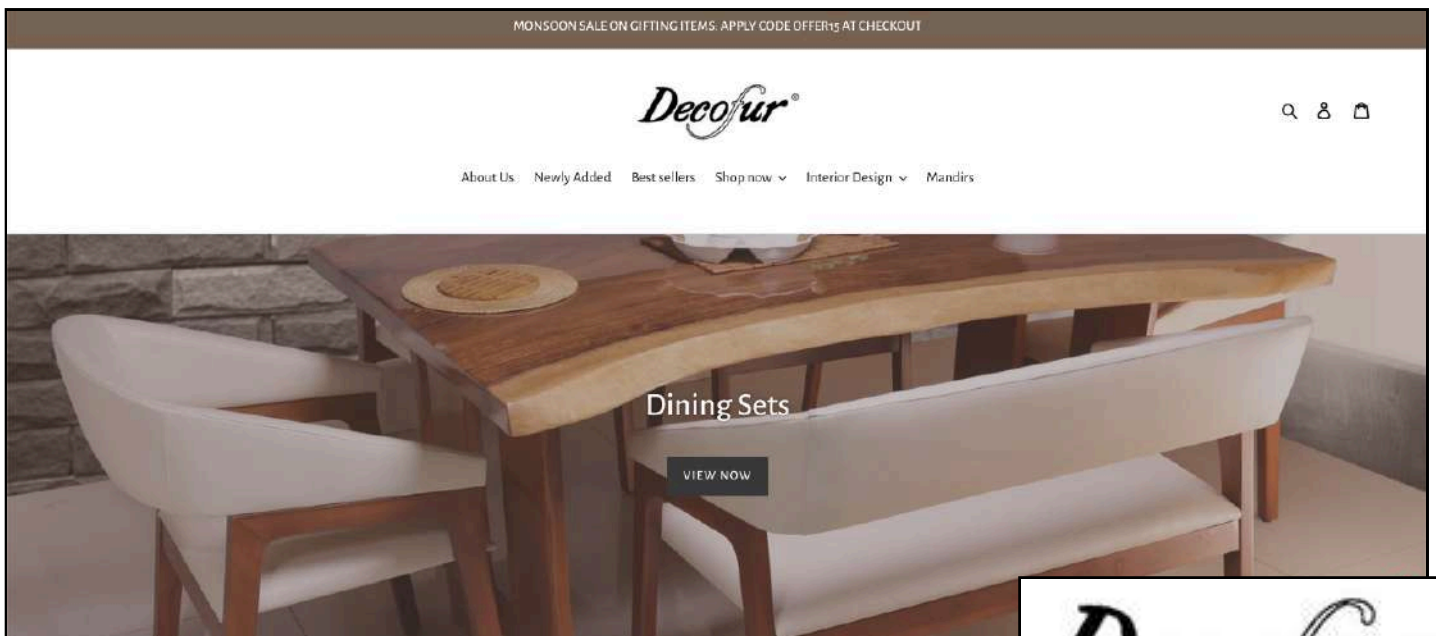 MONSOON SALE ON GIFTING ITEMS: APPLY CODE OFFER15 AT CHECKOUT
Decofur®
About Us Newly Added Best sellers Shop now Interior Design Mandirs
Dining Sets
VIEW NOW